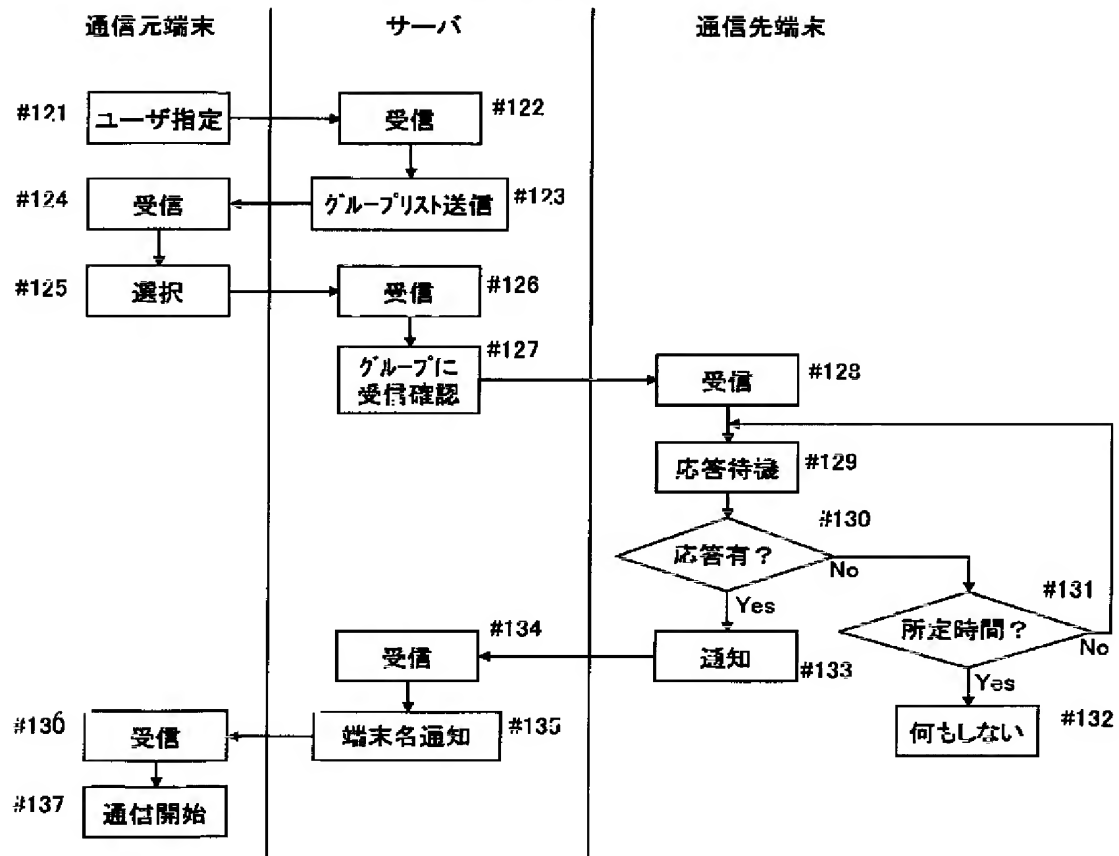 通信元端末
サーバ
通信先端末
#121
ユーザ指定
受信
#122
#124
受信
グループリスト送信
#123
#125
選択
受信
#126
グループに
受信確認
#127
受信
#128
応答待機
#129
応答有?
#130
No
Yes
所定時間?
#131
No
Yes
受信
#134
通知
#133
何もしない
#132
#136
受信
端末名通知
#135
#137
通信開始